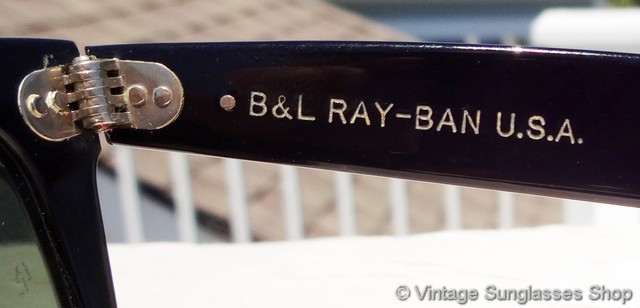 B&L RAY-BAN U.S.A.
© Vintage Sunglasses Shop